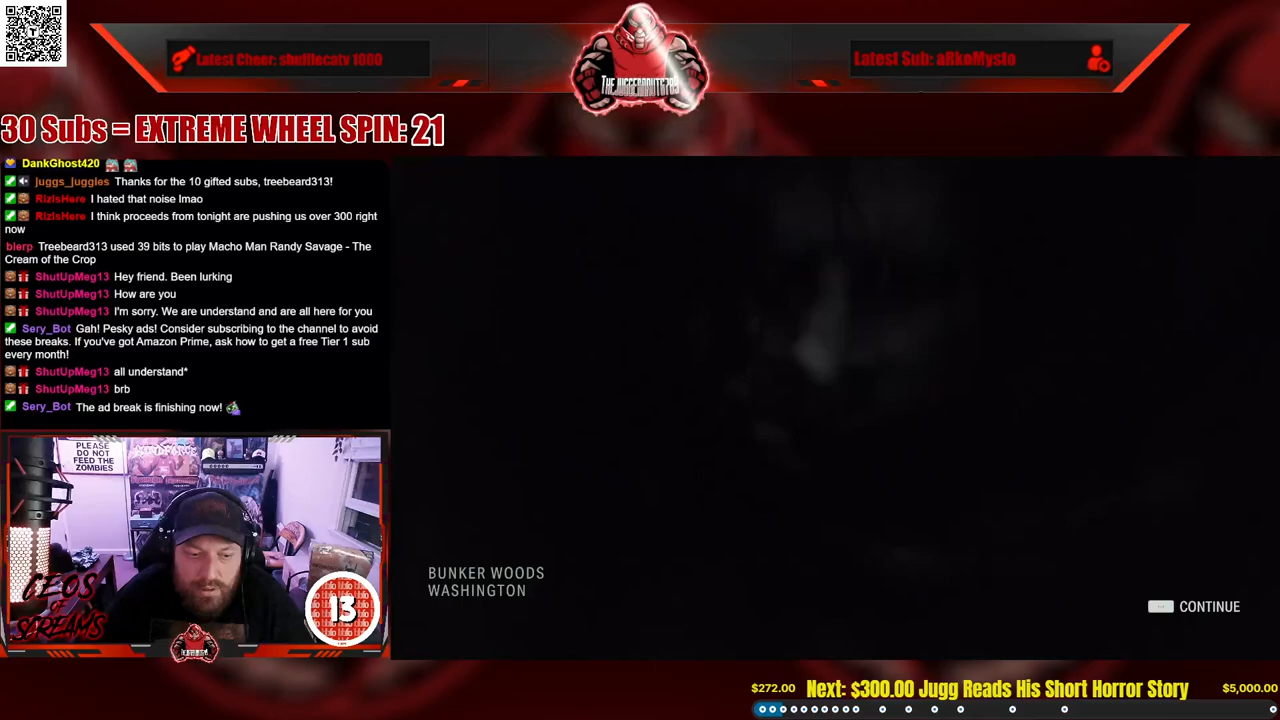 Latest Cheer: shufflecatv 1000
Latest Sub: aRkoMysto
THEJUGGERNAUT6789
30 Subs = EXTREME WHEEL SPIN: 21
DankGhost420
juggs_juggles Thanks for the 10 gifted subs, treebeard313!
RizIsHere I hated that noise lmao
RizIsHere I think proceeds from tonight are pushing us over 300 right
now
blerp Treebeard313 used 39 bits to play Macho Man Randy Savage - The
Cream of the Crop
ShutUpMeg13 Hey friend. Been lurking
ShutUpMeg13 How are you
ShutUpMeg13 I'm sorry. We are understand and are all here for you
Sery_Bot Gah! Pesky ads! Consider subscribing to the channel to avoid
these breaks. If you've got Amazon Prime, ask how to get a free Tier 1 sub
every month!
ShutUpMeg13 all understand*
ShutUpMeg13 brb
Sery_Bot The ad break is finishing now!
PLEASE
DO NOT
FEED THE
ZOMBIES
CEOS
OF
SCREAMS
13
BUNKER WOODS
WASHINGTON
CONTINUE
$272.00 Next: $300.00 Jugg Reads His Short Horror Story $5,000.00